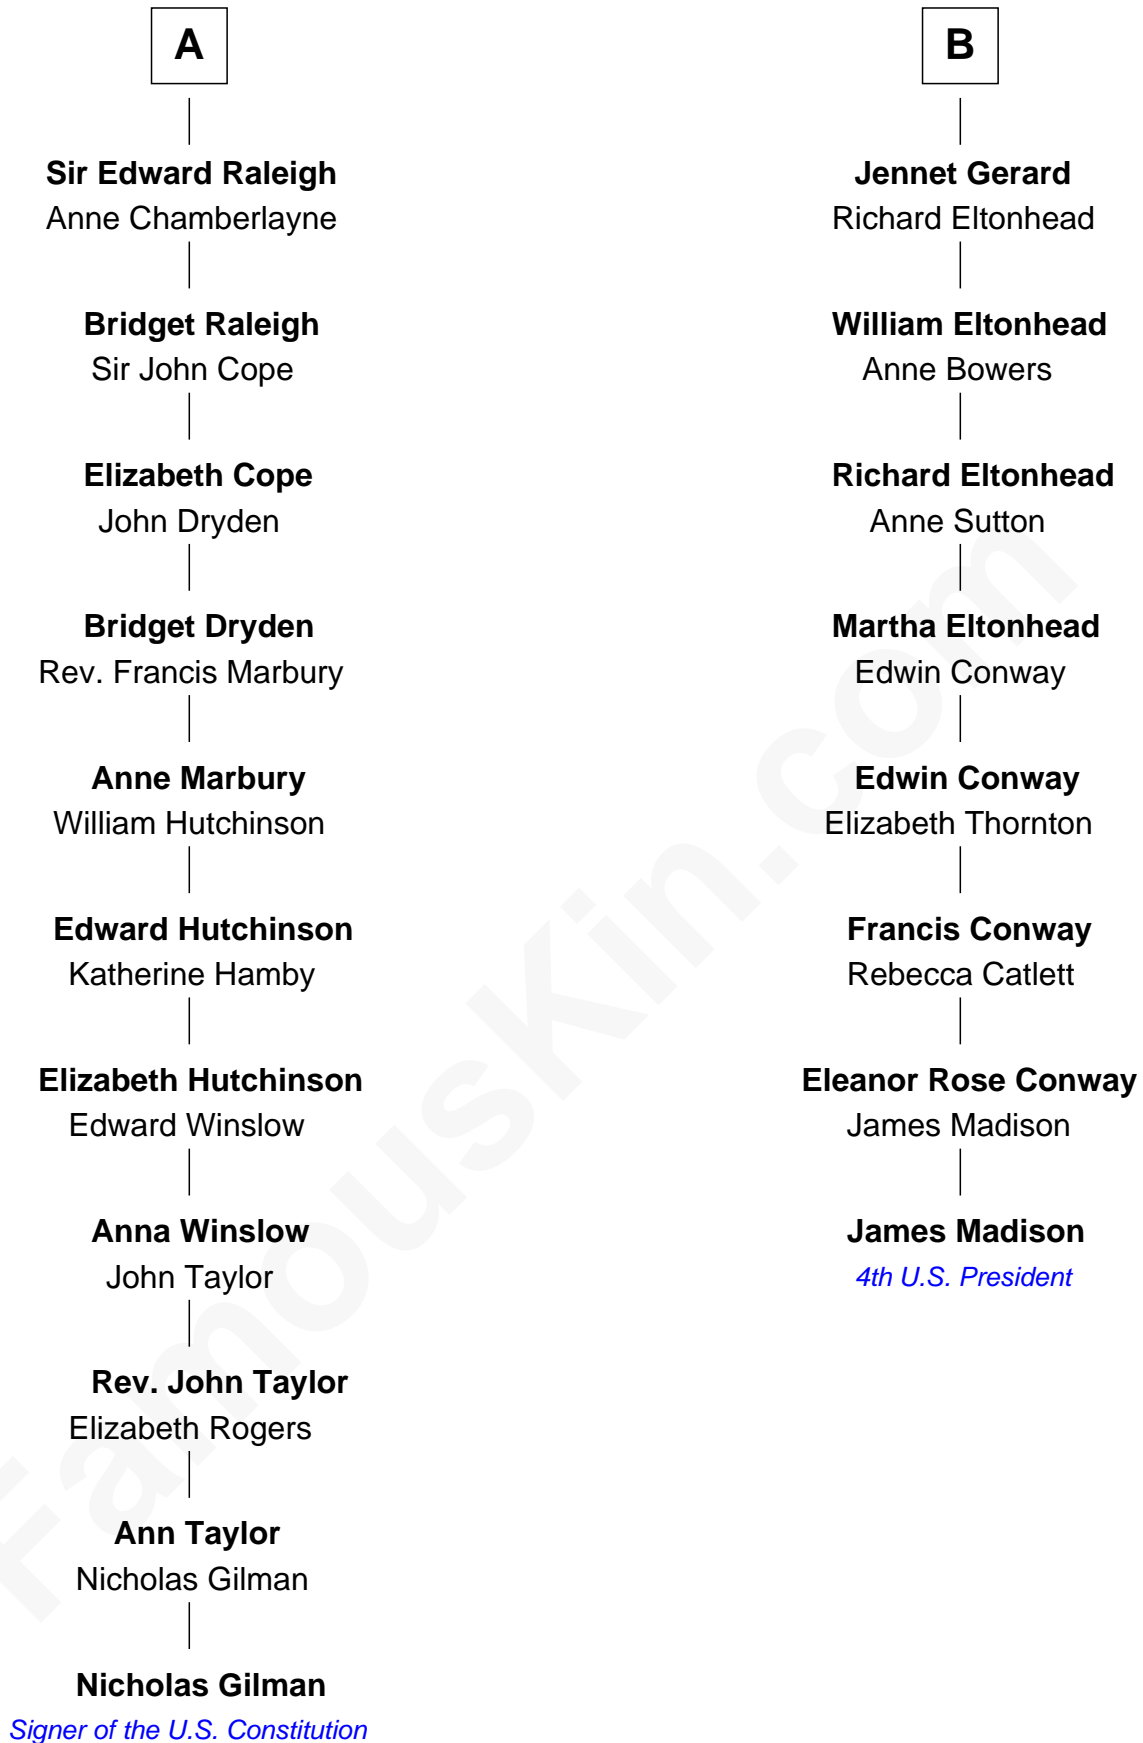 A
Sir Edward Raleigh
Anne Chamberlayne
Bridget Raleigh
Sir John Cope
Elizabeth Cope
John Dryden
Bridget Dryden
Rev. Francis Marbury
Anne Marbury
William Hutchinson
Edward Hutchinson
Katherine Hamby
Elizabeth Hutchinson
Edward Winslow
Anna Winslow
John Taylor
Rev. John Taylor
Elizabeth Rogers
Ann Taylor
Nicholas Gilman
Nicholas Gilman
Signer of the U.S. Constitution
B
Jennet Gerard
Richard Eltonhead
William Eltonhead
Anne Bowers
Richard Eltonhead
Anne Sutton
Martha Eltonhead
Edwin Conway
Edwin Conway
Elizabeth Thornton
Francis Conway
Rebecca Catlett
Eleanor Rose Conway
James Madison
James Madison
4th U.S. President
FamousKin.com